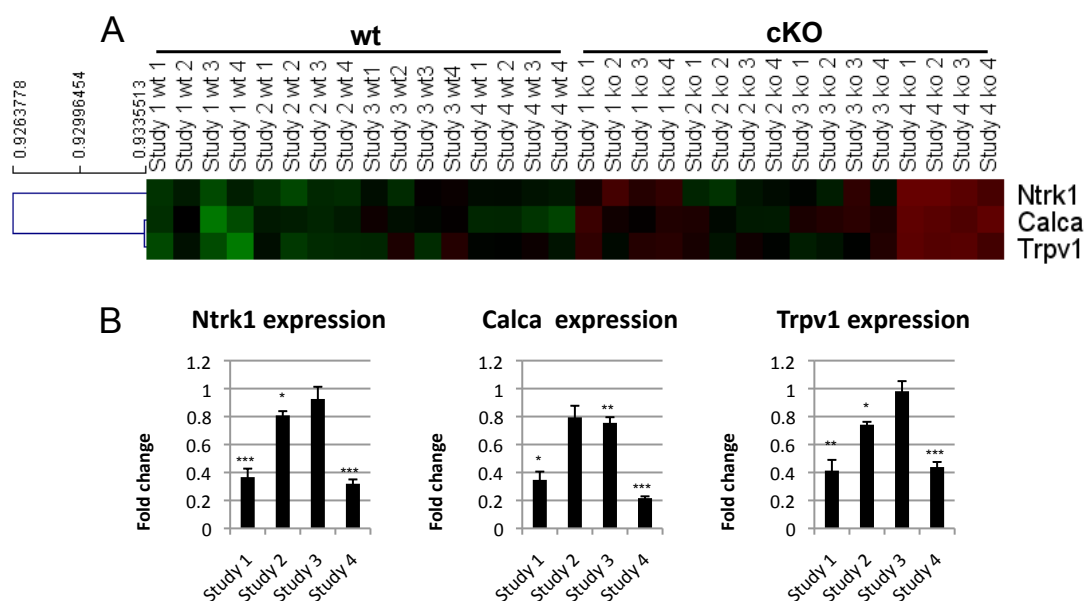 A
wt
cKO
0.9263778
0.92996454
0.9335513
Study 1 wt 1
Study 1 wt 2
Study 1 wt 3
Study 1 wt 4
Study 2 wt 1
Study 2 wt 2
Study 2 wt 3
Study 2 wt 4
Study 3 wt1
Study 3 wt2
Study 3 wt3
Study 3 wt4
Study 4 wt 1
Study 4 wt 2
Study 4 wt 3
Study 4 wt 4
Study 1 ko 1
Study 1 ko 2
Study 1 ko 3
Study 1 ko 4
Study 2 ko 1
Study 2 ko 2
Study 2 ko 3
Study 2 ko 4
Study 3 ko 1
Study 3 ko 2
Study 3 ko 3
Study 3 ko 4
Study 4 ko 1
Study 4 ko 2
Study 4 ko 3
Study 4 ko 4
Ntrk1
Calca
Trpv1
B
Ntrk1 expression
Fold change
1.2
1
0.8
0.6
0.4
0.2
0
***
*
***
Study 1
Study 2
Study 3
Study 4
Calca expression
Fold change
1.2
1
0.8
0.6
0.4
0.2
0
*
**
***
Study 1
Study 2
Study 3
Study 4
Trpv1 expression
Fold change
1.2
1
0.8
0.6
0.4
0.2
0
**
*
***
Study 1
Study 2
Study 3
Study 4